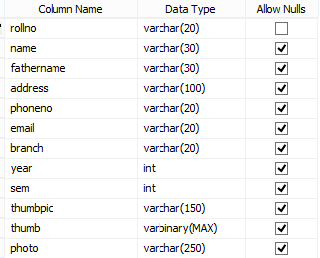 Column Name Data Type Allow Nulls
rollno varchar(20)
name varchar(30)
fathername varchar(30)
address varchar(100)
phoneno varchar(20)
email varchar(20)
branch varchar(20)
year int
sem int
thumbpic varchar(150)
thumb varbinary(MAX)
photo varchar(250)